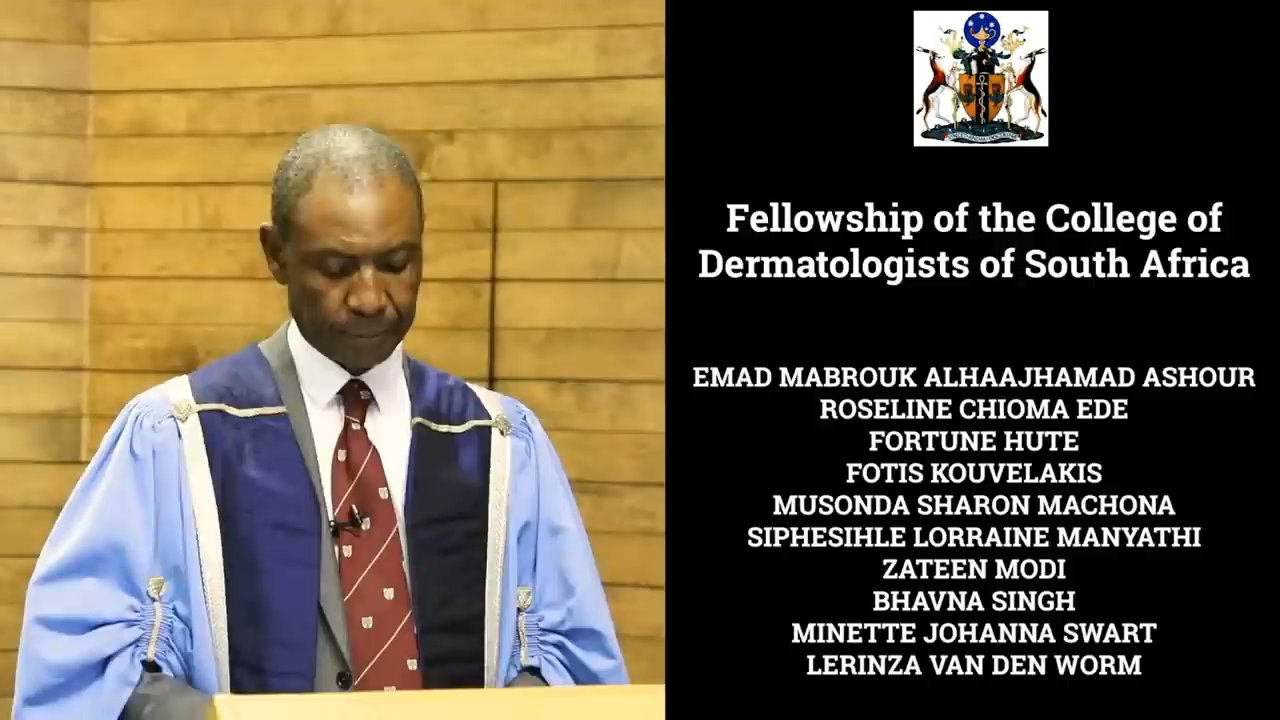 Fellowship of the College of
Dermatologists of South Africa
EMAD MABROUK ALHAAJHAMAD ASHOUR
ROSELINE CHIOMA EDE
FORTUNE HUTE
FOTIS KOUVELAKIS
MUSONDA SHARON MACHONA
SIPHESIHLE LORRAINE MANYATHI
ZATEEN MODI
BHAVNA SINGH
MINETTE JOHANNA SWART
LERINZA VAN DEN WORM